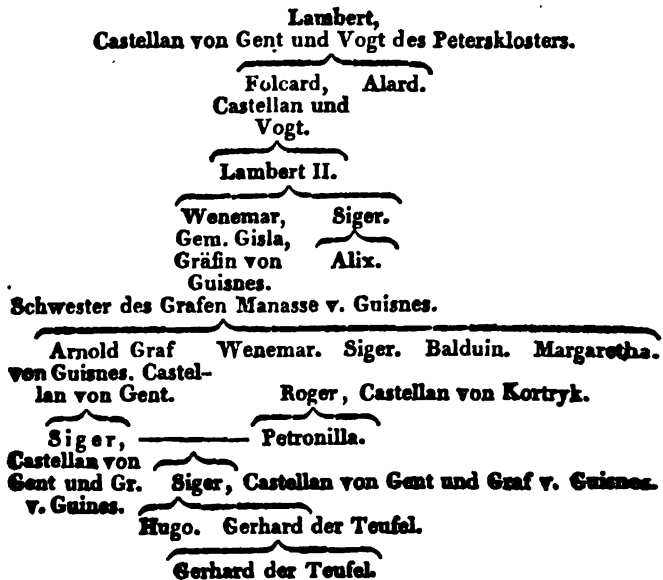 Lambert,
Castellan von Gent und Vogt des Petersklosters.
Folcard, Alard.
Castellan und
Vogt.
Lambert II.
Wenemar, Siger.
Gem. Gisla,
Gräfin von Alix.
Guisnes.
Schwester des Grafen Manasse v. Guisnes.
Arnold Graf Wenemar. Siger. Balduin. Margaretha.
von Guisnes. Castel-
lan von Gent. Roger, Castellan von Kortryk.
Siger, Petronilla.
Castellan von
Gent und Gr. Siger, Castellan von Gent und Graf v. Guisnes.
v. Guines.
Hugo. Gerhard der Teufel.
Gerhard der Teufel.